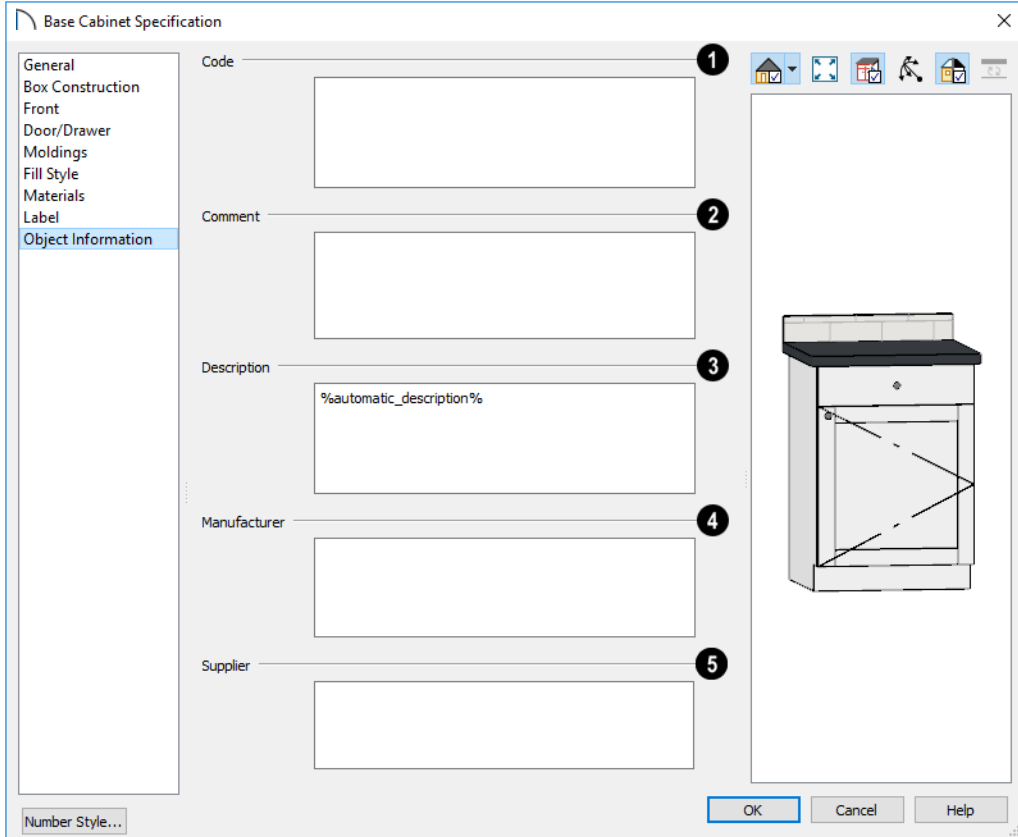 Base Cabinet Specification
General
Box Construction
Front
Door/Drawer
Moldings
Fill Style
Materials
Label
Object Information
Number Style...
Code
1
Comment
2
Description
3
%automatic_description%
Manufacturer
4
Supplier
5
OK
Cancel
Help